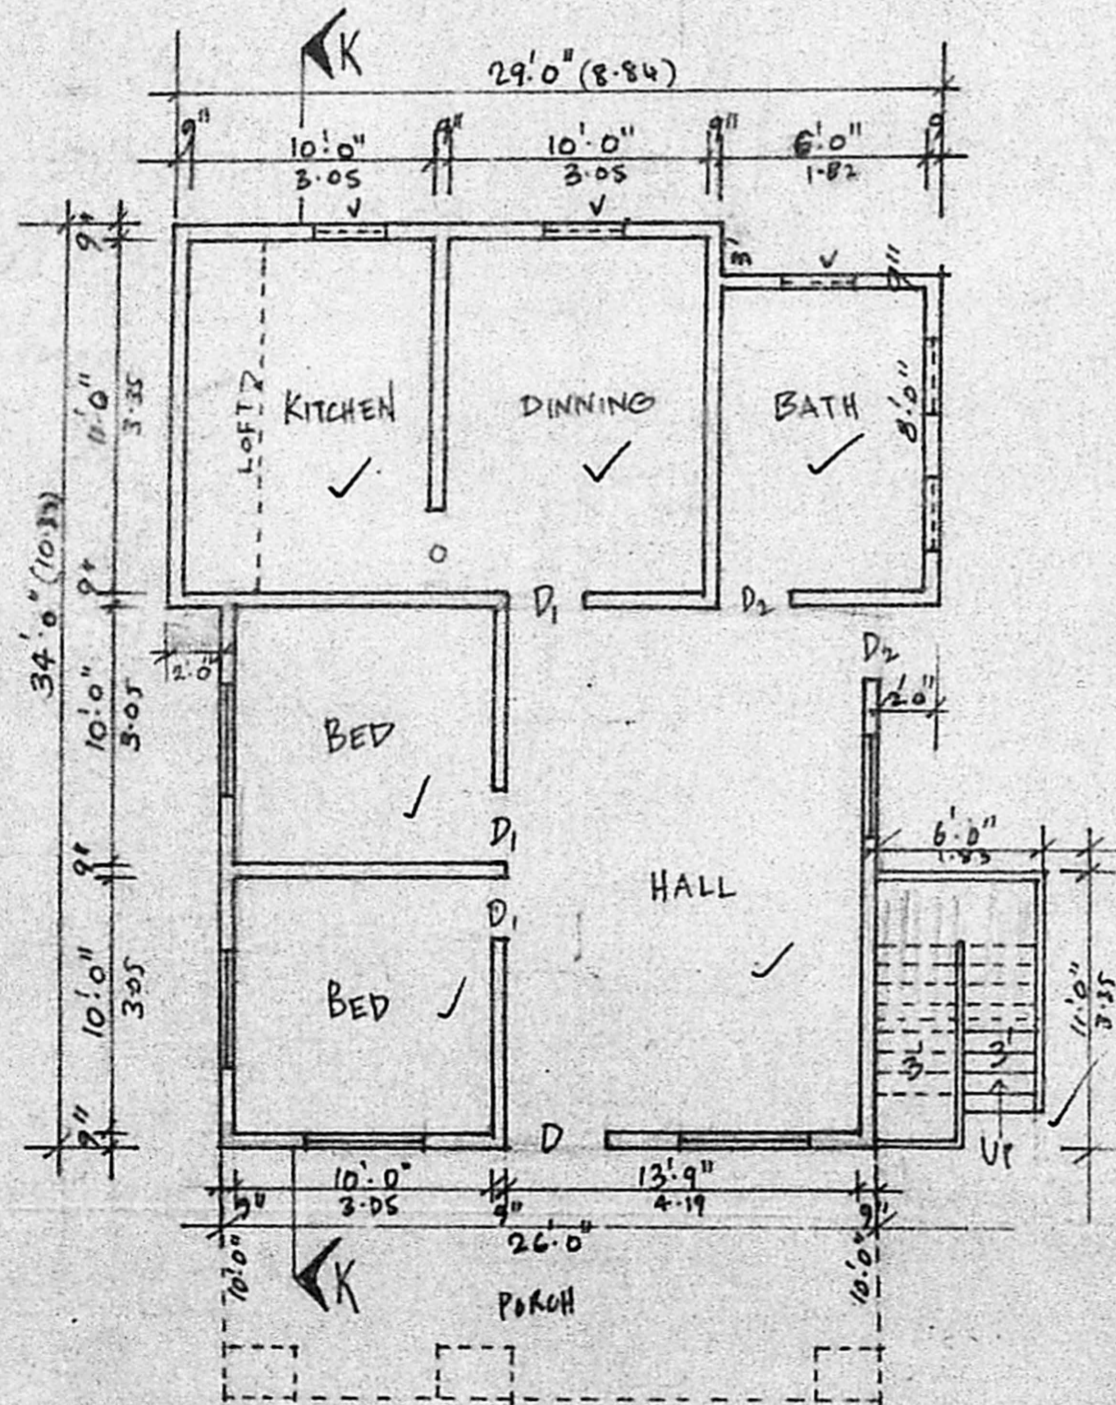 K
29'.0" (8.84)
9" 10'.0" 9" 10'.0" 9" 6'.0" 9
3.05 3.05 1.82
V V
9" 3' V 9"
11'.0" 3.35
LOFT KITCHEN DINNING BATH 8'.0"
34'.0" (10.33)
O
9" D1 D2
D2
2'.0" 2'.0"
10'.0" 3.05
BED
D1
6'.0"
1.83
9"
HALL
D1
10'.0" 3.05
BED
11'.0" 3.35
3' 3'
9" D UP
10'.0" 13'.9"
9" 3.05 9" 4.19 9"
26'.0"
10'.0" K 10'.0"
PORCH